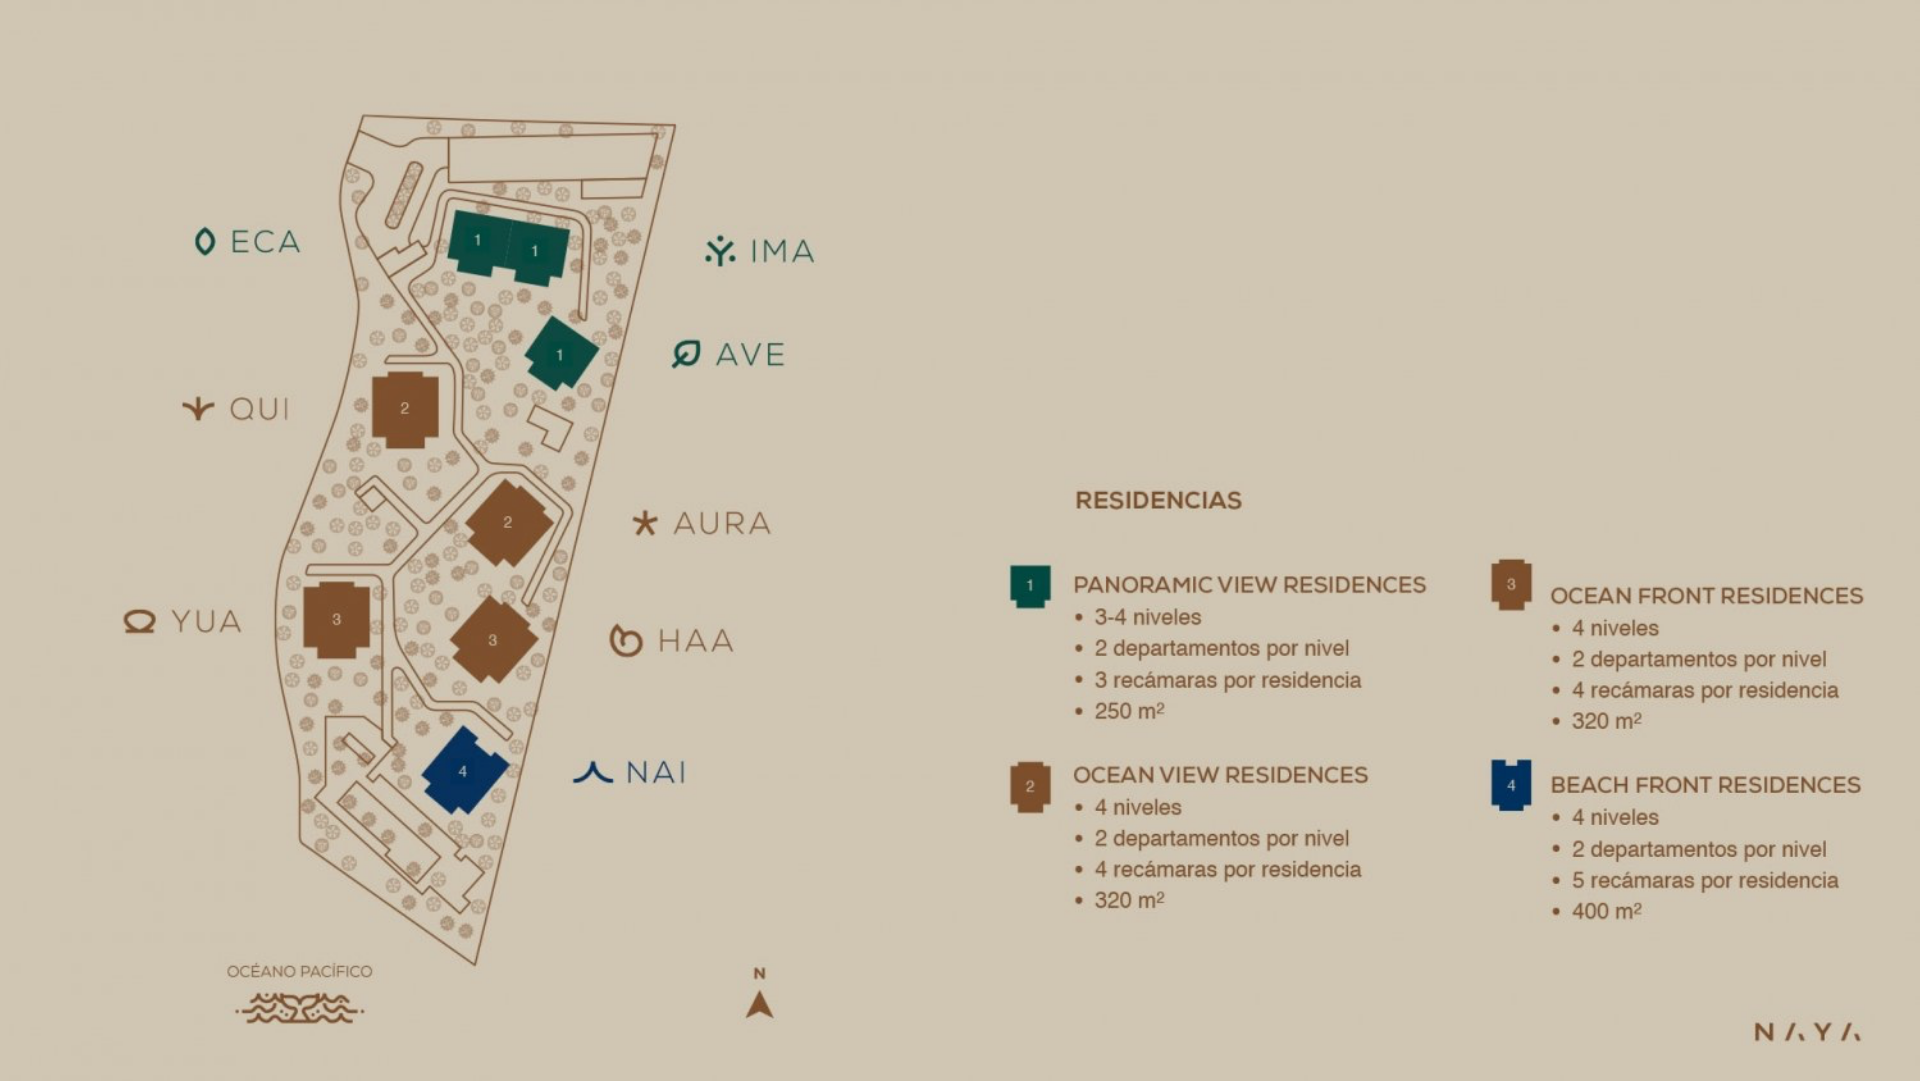 ECA
IMA
1
1
AVE
1
QUI
2
AURA
2
YUA
3
HAA
3
NAI
4
OCÉANO PACÍFICO
N
RESIDENCIAS
1
PANORAMIC VIEW RESIDENCES
• 3-4 niveles
• 2 departamentos por nivel
• 3 recámaras por residencia
• 250 m²
2
OCEAN VIEW RESIDENCES
• 4 niveles
• 2 departamentos por nivel
• 4 recámaras por residencia
• 320 m²
3
OCEAN FRONT RESIDENCES
• 4 niveles
• 2 departamentos por nivel
• 4 recámaras por residencia
• 320 m²
4
BEACH FRONT RESIDENCES
• 4 niveles
• 2 departamentos por nivel
• 5 recámaras por residencia
• 400 m²
NAYA